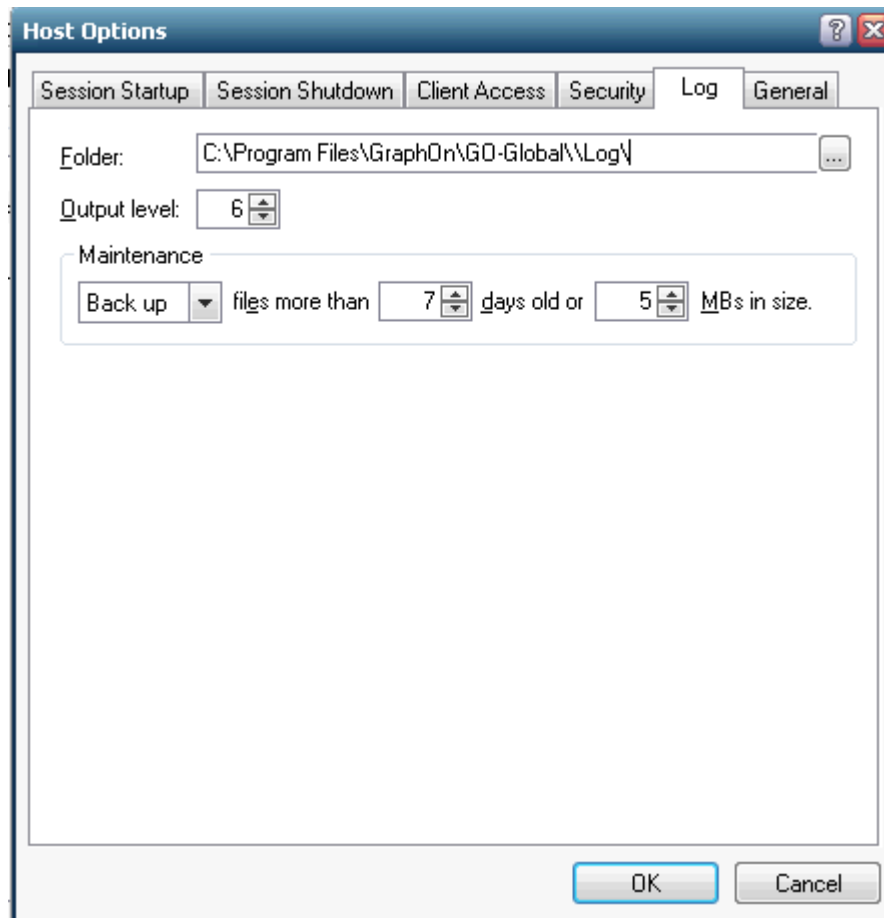 Host Options
Session Startup Session Shutdown Client Access Security Log General
Folder: C:\Program Files\GraphOn\GO-Global\\Log\ ...
Output level: 6
Maintenance
Back up files more than 7 days old or 5 MBs in size.
OK Cancel